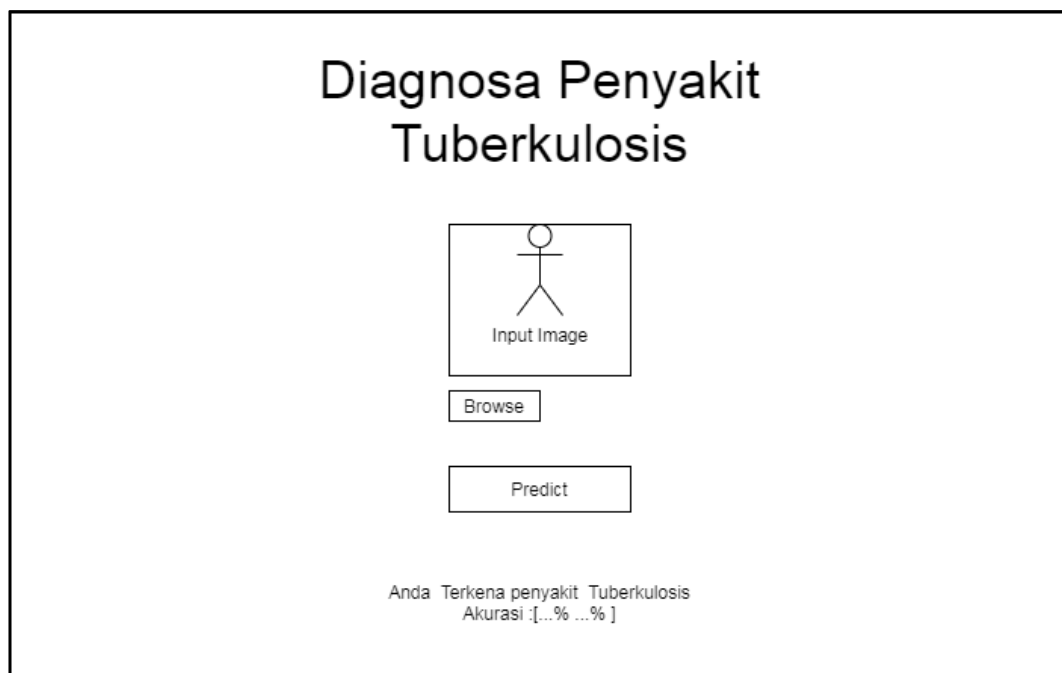 Diagnosa Penyakit
Tuberkulosis
Input Image
Browse
Predict
Anda Terkena penyakit Tuberkulosis
Akurasi :[...% ...% ]